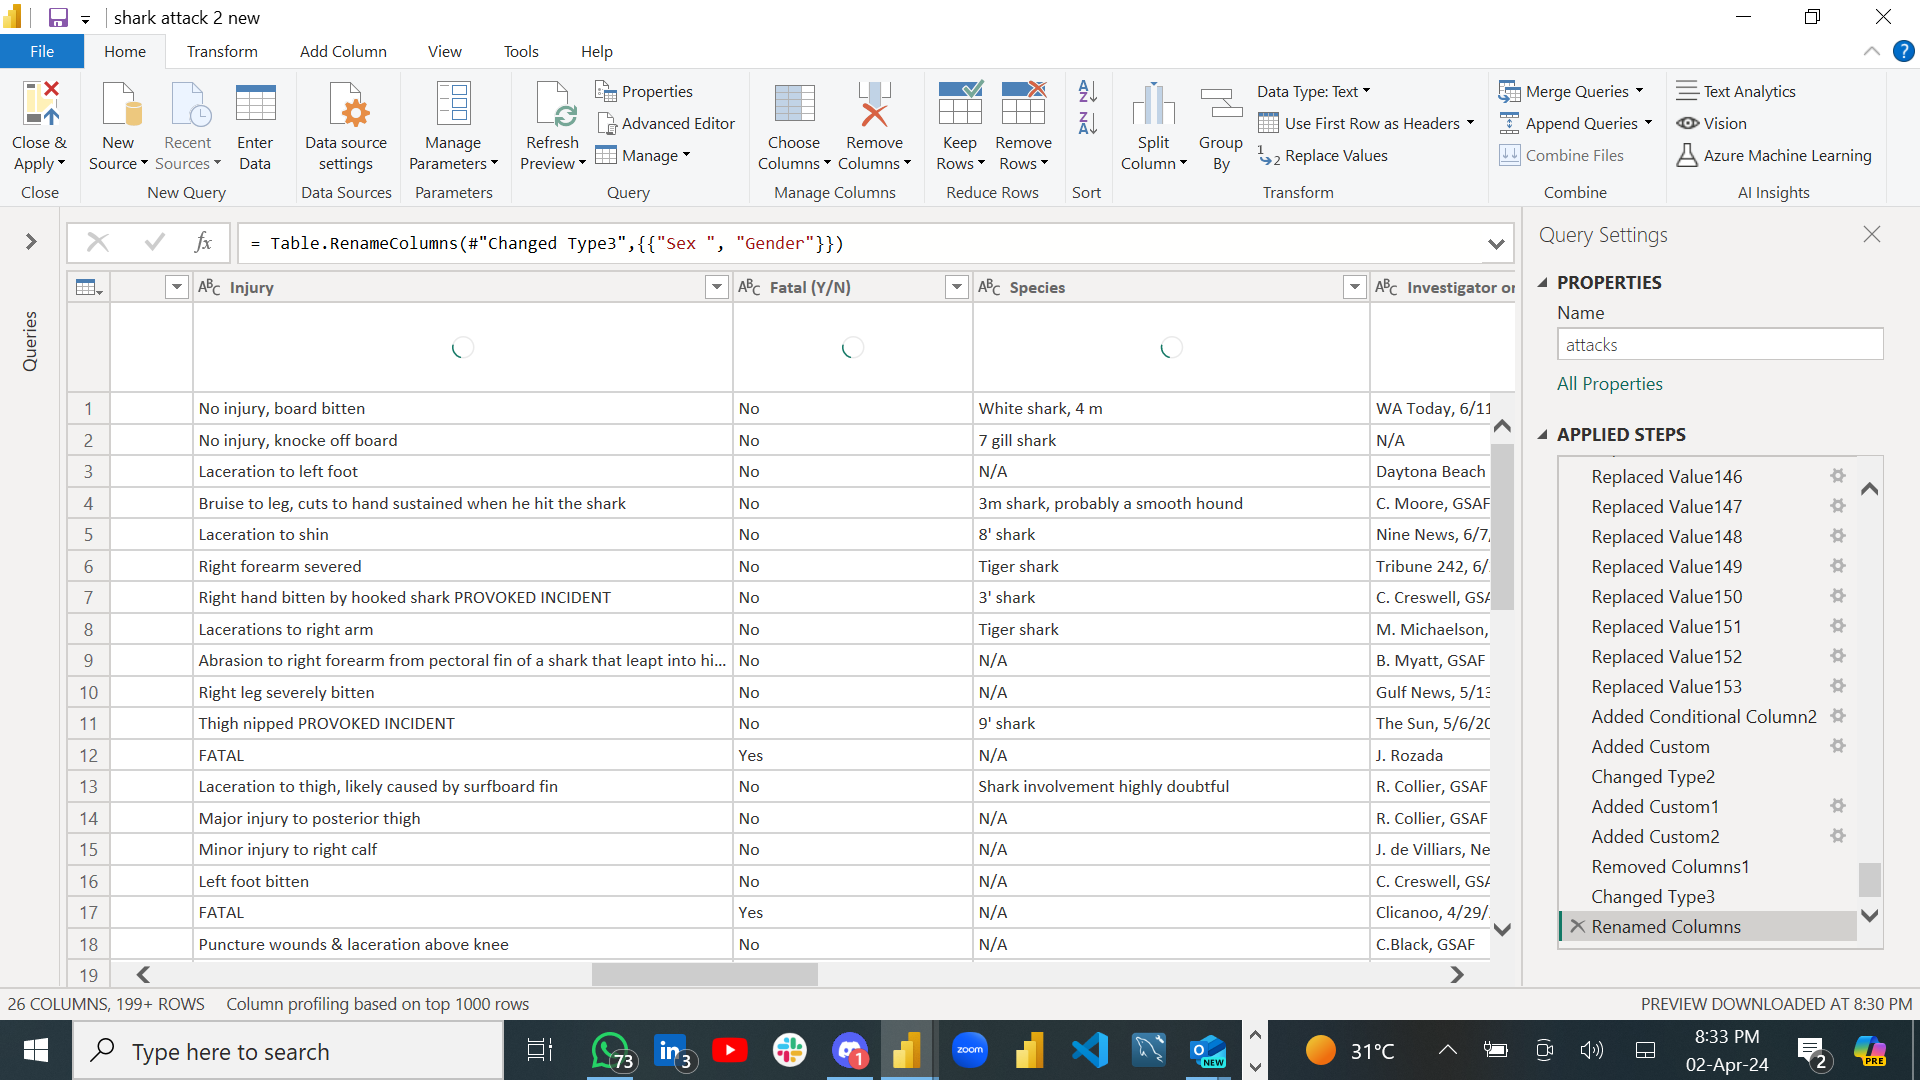 shark attack 2 new
File Home Transform Add Column View Tools Help
Close & Apply
Close
New Source
Recent Sources
Enter Data
New Query
Data source settings
Data Sources
Manage Parameters
Parameters
Refresh Preview
Properties
Advanced Editor
Manage
Query
Choose Columns
Remove Columns
Manage Columns
Keep Rows
Remove Rows
Reduce Rows
Sort
Split Column
Group By
Data Type: Text
Use First Row as Headers
Replace Values
Transform
Merge Queries
Append Queries
Combine Files
Combine
Text Analytics
Vision
Azure Machine Learning
AI Insights
Queries
fx = Table.RenameColumns(#"Changed Type3",{{"Sex ", "Gender"}})
ABC Injury ABC Fatal (Y/N) ABC Species ABC Investigator or
1 No injury, board bitten No White shark, 4 m WA Today, 6/11
2 No injury, knocke off board No 7 gill shark N/A
3 Laceration to left foot No N/A Daytona Beach
4 Bruise to leg, cuts to hand sustained when he hit the shark No 3m shark, probably a smooth hound C. Moore, GSAF
5 Laceration to shin No 8' shark Nine News, 6/7,
6 Right forearm severed No Tiger shark Tribune 242, 6/
7 Right hand bitten by hooked shark PROVOKED INCIDENT No 3' shark C. Creswell, GSA
8 Lacerations to right arm No Tiger shark M. Michaelson,
9 Abrasion to right forearm from pectoral fin of a shark that leapt into hi... No N/A B. Myatt, GSAF
10 Right leg severely bitten No N/A Gulf News, 5/13
11 Thigh nipped PROVOKED INCIDENT No 9' shark The Sun, 5/6/20
12 FATAL Yes N/A J. Rozada
13 Laceration to thigh, likely caused by surfboard fin No Shark involvement highly doubtful R. Collier, GSAF
14 Major injury to posterior thigh No N/A R. Collier, GSAF
15 Minor injury to right calf No N/A J. de Villiars, Ne
16 Left foot bitten No N/A C. Creswell, GSA
17 FATAL Yes N/A Clicanoo, 4/29/
18 Puncture wounds & laceration above knee No N/A C.Black, GSAF
19
Query Settings
PROPERTIES
Name
attacks
All Properties
APPLIED STEPS
Replaced Value146
Replaced Value147
Replaced Value148
Replaced Value149
Replaced Value150
Replaced Value151
Replaced Value152
Replaced Value153
Added Conditional Column2
Added Custom
Changed Type2
Added Custom1
Added Custom2
Removed Columns1
Changed Type3
Renamed Columns
26 COLUMNS, 199+ ROWS Column profiling based on top 1000 rows PREVIEW DOWNLOADED AT 8:30 PM
Type here to search 73 3 1 zoom NEW 31°C 8:33 PM 2 PRE
02-Apr-24